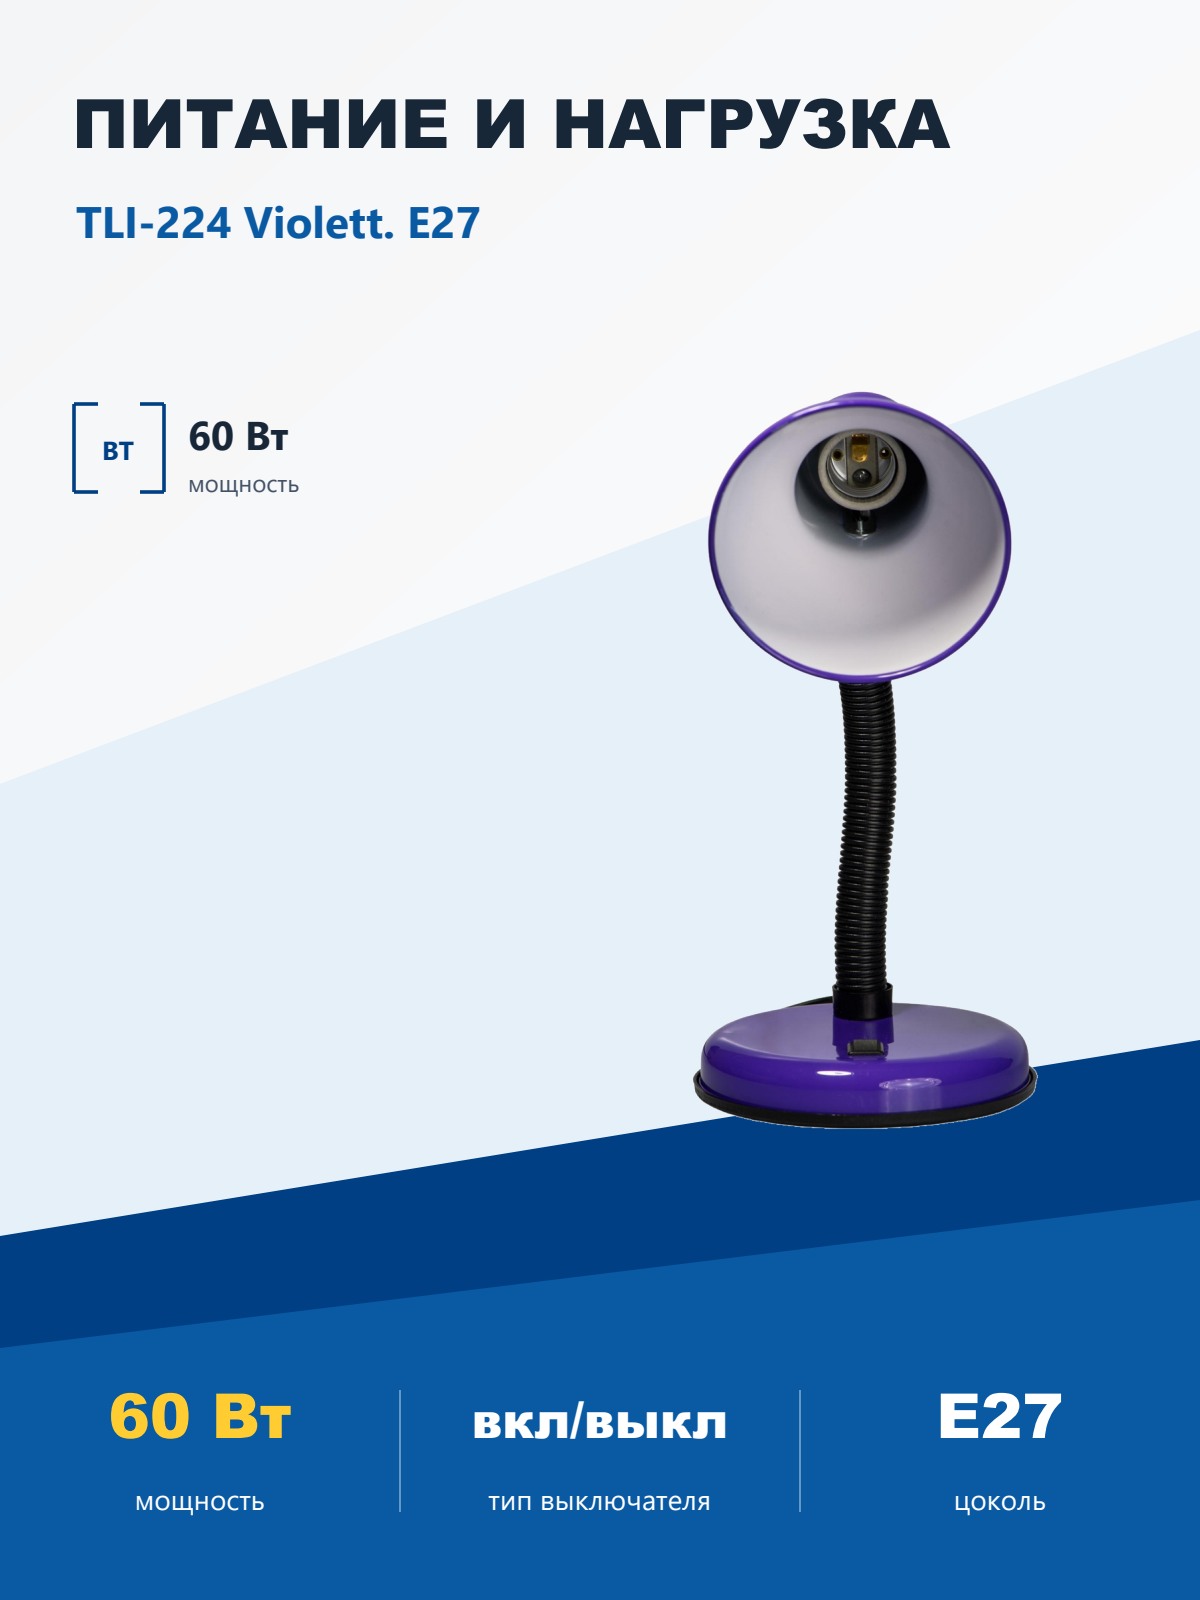 ПИТАНИЕ И НАГРУЗКА
TLI-224 Violett. E27
ВТ
60 Вт
мощность
60 Вт
вкл/выкл
E27
мощность
тип выключателя
цоколь